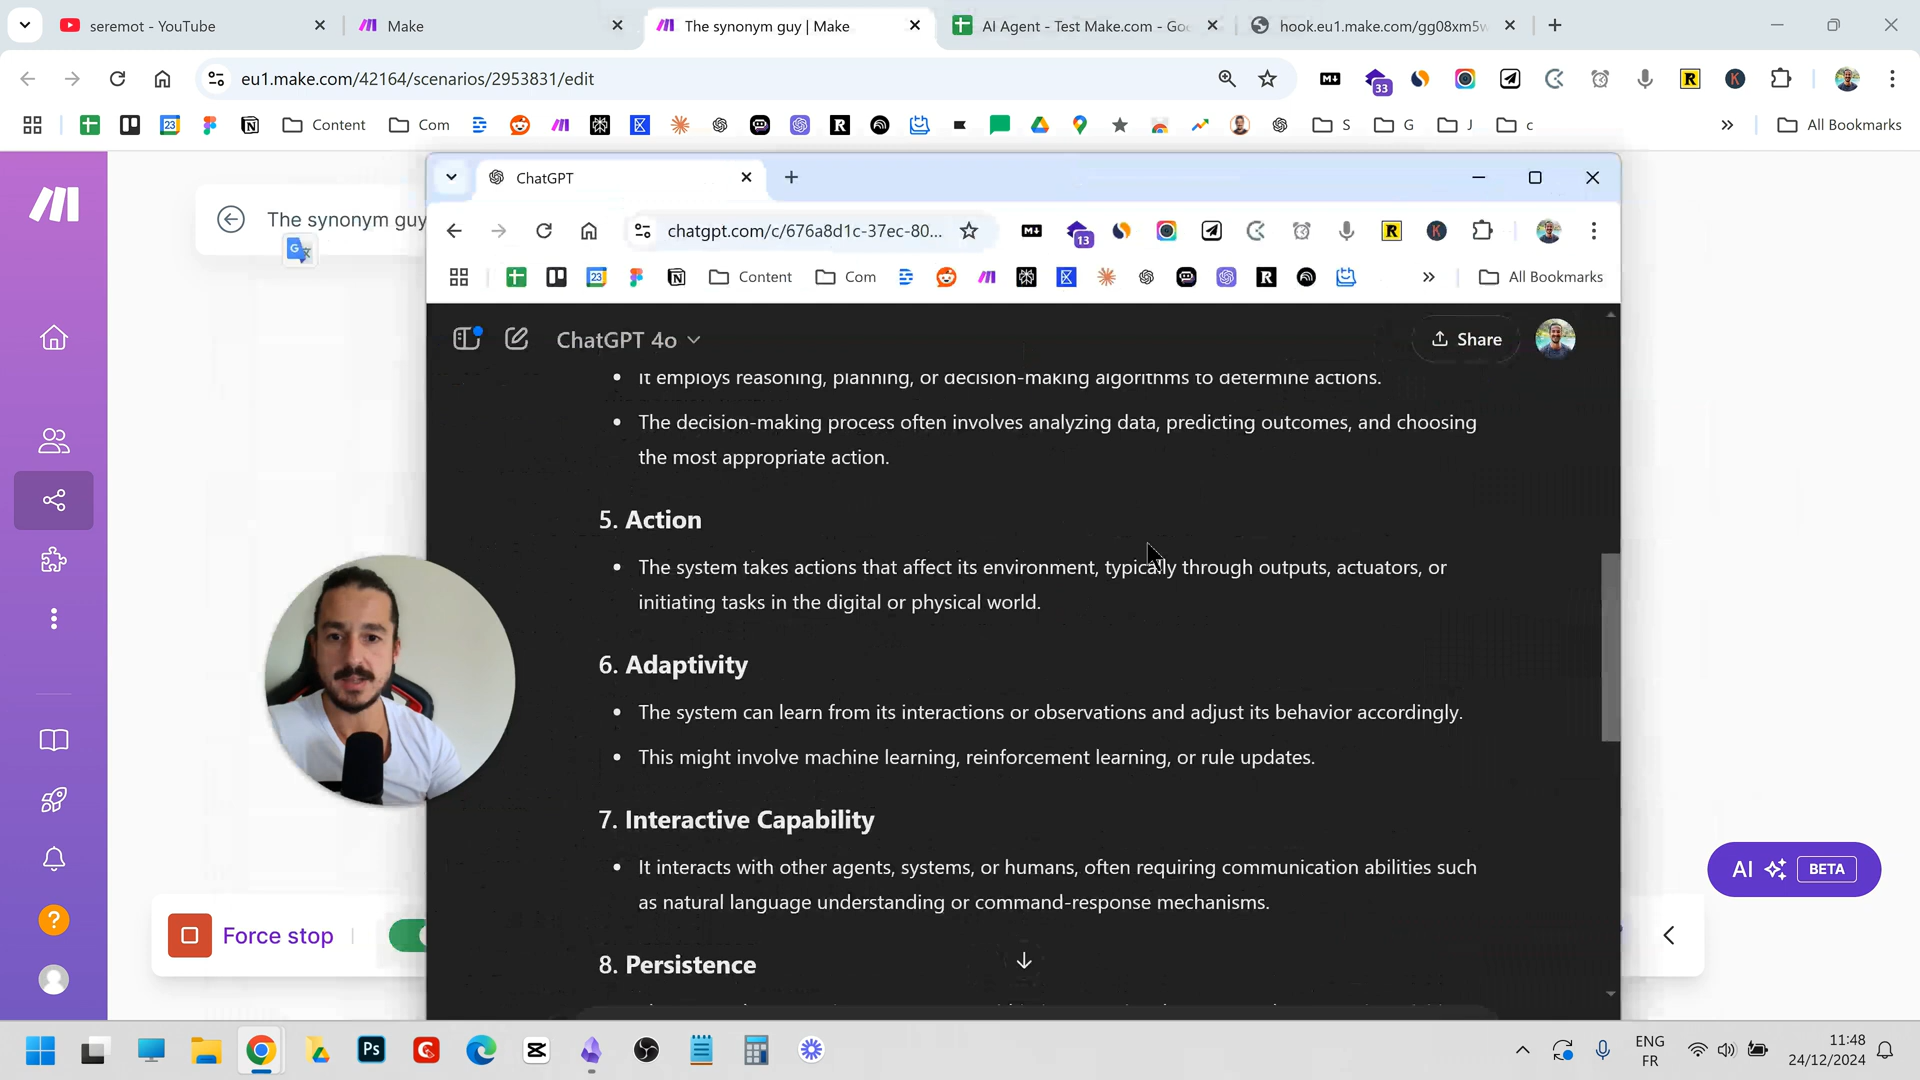 seremot - YouTube
Make
The synonym guy | Make
AI Agent - Test Make.com - Goo
hook.eu1.make.com/gg08xm5w
eu1.make.com/42164/scenarios/2953831/edit
33
23
Content
Com
S
G
J
c
All Bookmarks
The synonym guy
ChatGPT
chatgpt.com/c/676a8d1c-37ec-80...
13
23
Content
Com
All Bookmarks
ChatGPT 4o
Share
It employs reasoning, planning, or decision-making algorithms to determine actions.
The decision-making process often involves analyzing data, predicting outcomes, and choosing
the most appropriate action.
5. Action
The system takes actions that affect its environment, typically through outputs, actuators, or
initiating tasks in the digital or physical world.
6. Adaptivity
The system can learn from its interactions or observations and adjust its behavior accordingly.
This might involve machine learning, reinforcement learning, or rule updates.
7. Interactive Capability
It interacts with other agents, systems, or humans, often requiring communication abilities such
as natural language understanding or command-response mechanisms.
8. Persistence
AI BETA
Force stop
ENG
FR
11:48
24/12/2024